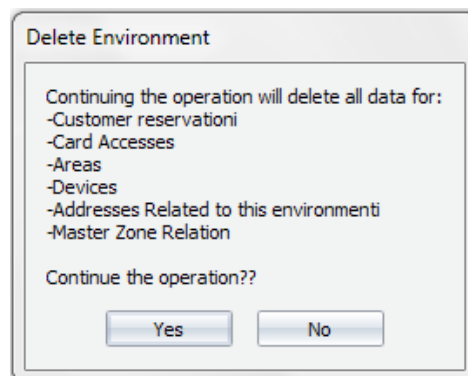 Delete Environment
Continuing the operation will delete all data for:
-Customer reservationi
-Card Accesses
-Areas
-Devices
-Addresses Related to this environmenti
-Master Zone Relation
Continue the operation??
Yes No